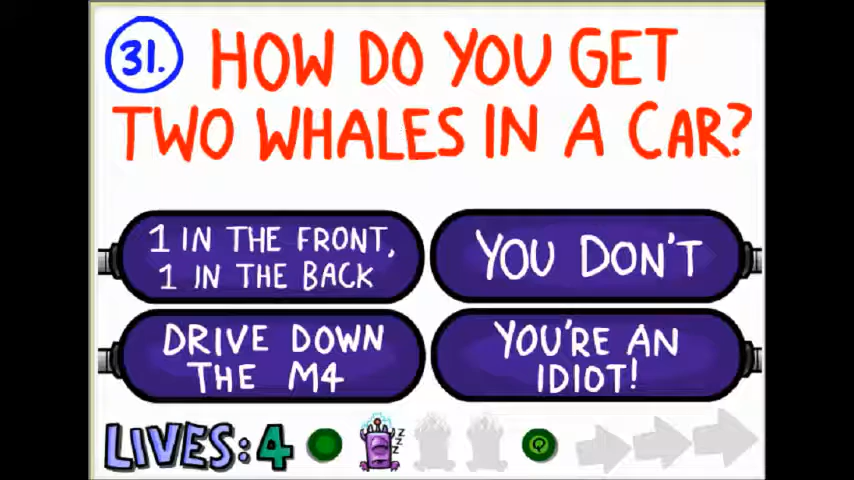 31.
HOW DO YOU GET
TWO WHALES IN A CAR?
1 IN THE FRONT,
1 IN THE BACK
YOU DON'T
DRIVE DOWN
THE M4
YOU'RE AN
IDIOT!
LIVES: 4
Z
Z
Z